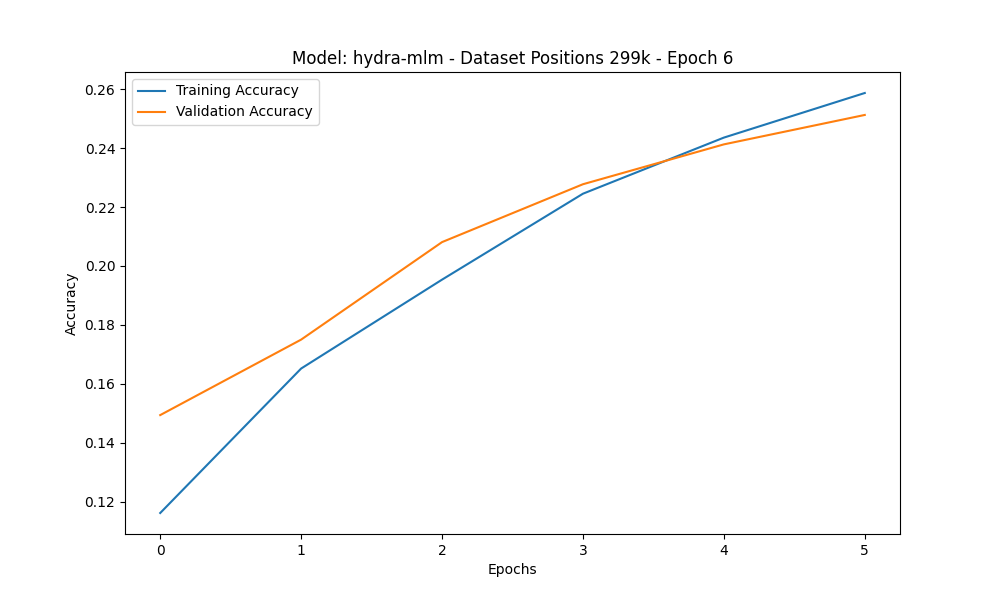 Model: hydra-mlm - Dataset Positions 299k - Epoch 6
Training Accuracy
Validation Accuracy
0.26
0.24
0.22
0.20
0.18
0.16
0.14
0.12
Accuracy
0 1 2 3 4 5
Epochs